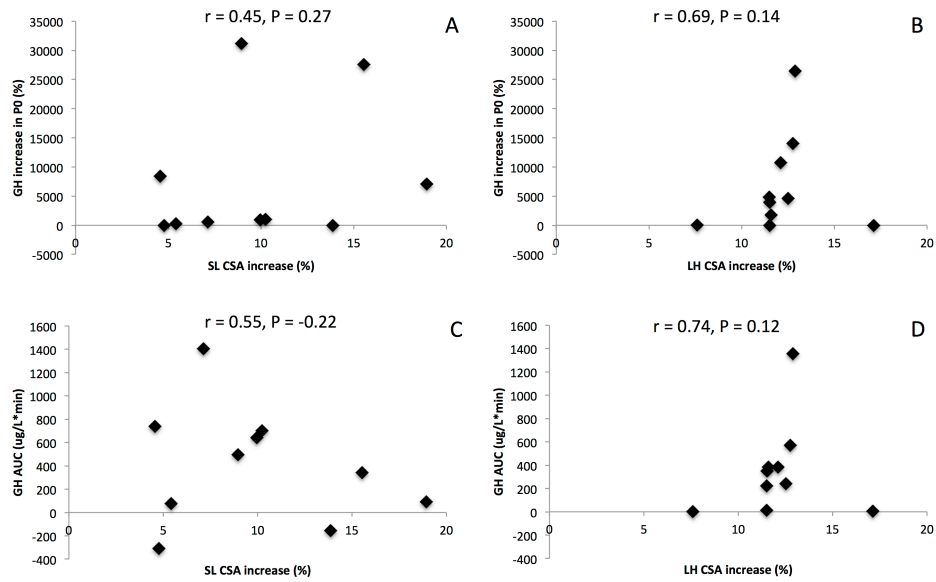 r = 0.45, P = 0.27
A
35000
30000
25000
20000
15000
10000
5000
0
-5000
GH increase in P0 (%)
0 5 10 15 20
SL CSA increase (%)
r = 0.69, P = 0.14
B
35000
30000
25000
20000
15000
10000
5000
0
-5000
GH increase in P0 (%)
0 5 10 15 20
LH CSA increase (%)
r = 0.55, P = -0.22
C
1600
1400
1200
1000
800
600
400
200
0
-200
-400
GH AUC (ug/L*min)
0 5 10 15 20
SL CSA increase (%)
r = 0.74, P = 0.12
D
1600
1400
1200
1000
800
600
400
200
0
-200
-400
GH AUC (ug/L*min)
0 5 10 15 20
LH CSA increase (%)